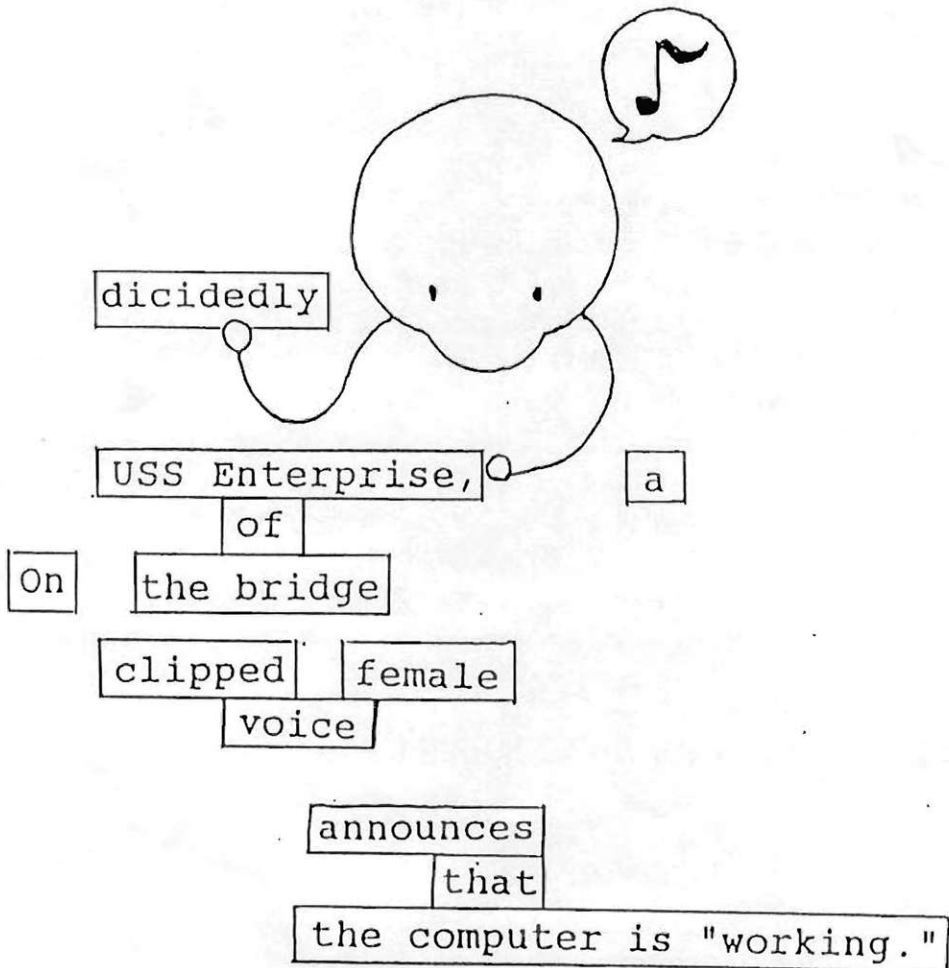 dicidedly
USS Enterprise, a
of
On the bridge
clipped female
voice
announces
that
the computer is "working."